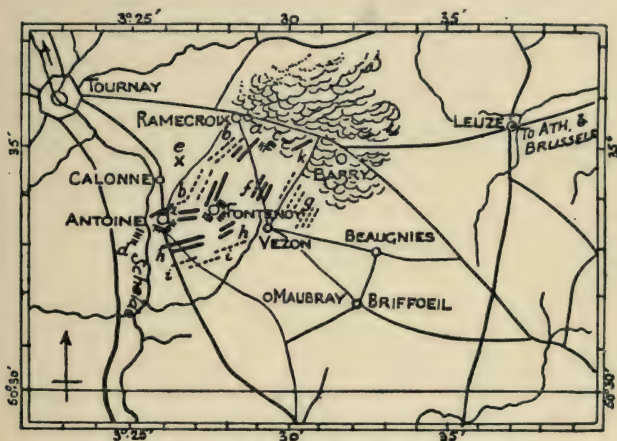 3°.25' 30 35'
TOURNAY
RAMECROIX
LEUZE
TO ATH. &
BRUSSELS
35'
35'
e
x
b
a
c
k
BARRY
CALONNE
b
f
g
ANTOINE
FONTENOY
VEZON
BEAUGNIES
h
h
i
i
Schelde
MAUBRAY
BRIFFOEIL
50°.30'
50°.30'
3°.25' 30 35'